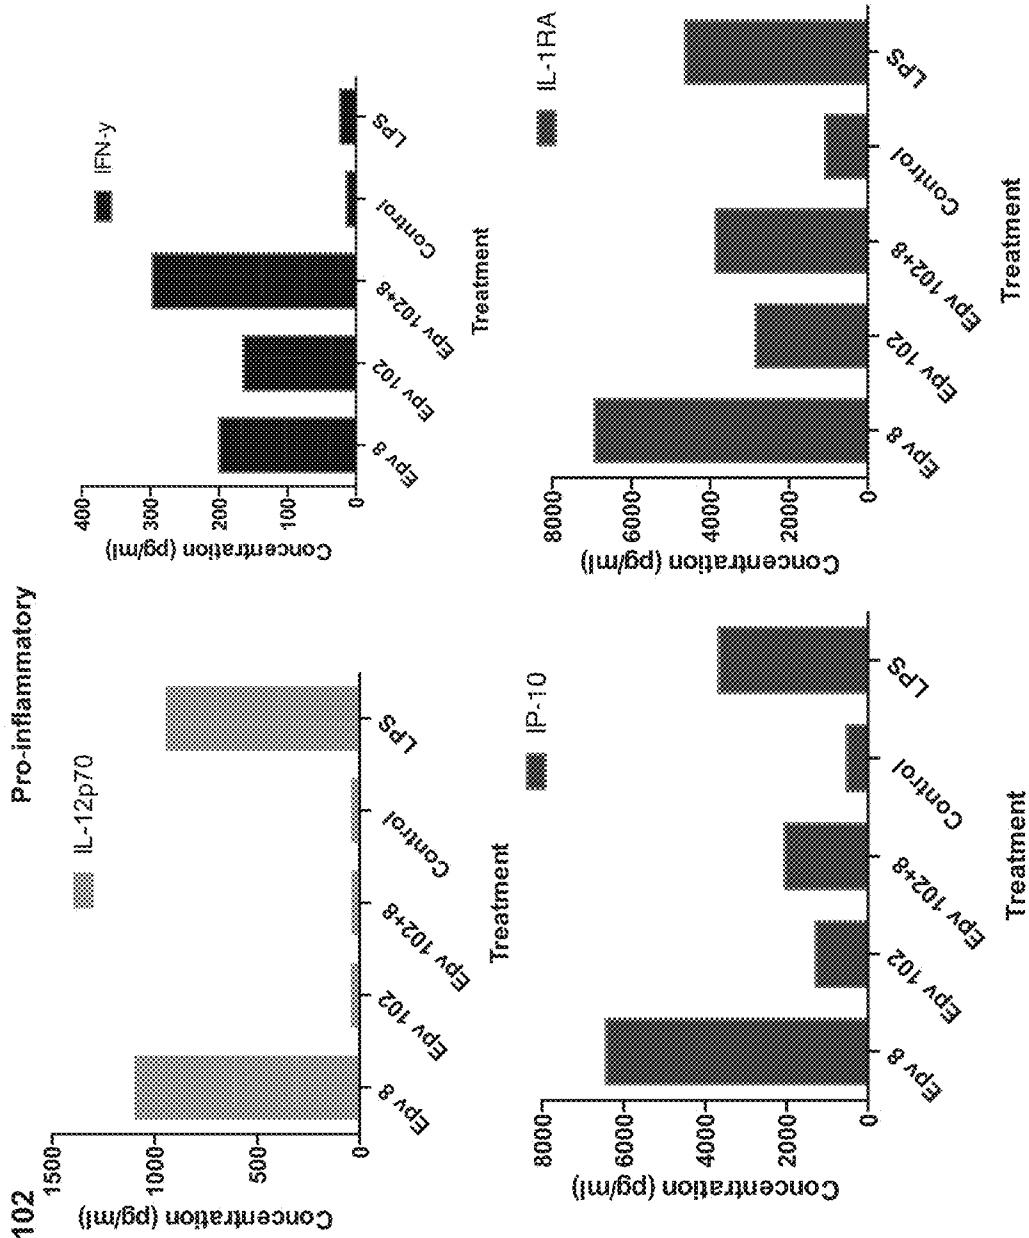 102
Pro-inflammatory
IL-12p70
Concentration (pg/ml)
1500
1000
500
0
Epv 8
Epv 102
Epv 102+8
Control
LPS
Treatment
IFN-y
Concentration (pg/ml)
400
300
200
100
0
Epv 8
Epv 102
Epv 102+8
Control
LPS
Treatment
IP-10
Concentration (pg/ml)
8000
6000
4000
2000
0
Epv 8
Epv 102
Epv 102+8
Control
LPS
Treatment
IL-1RA
Concentration (pg/ml)
8000
6000
4000
2000
0
Epv 8
Epv 102
Epv 102+8
Control
LPS
Treatment